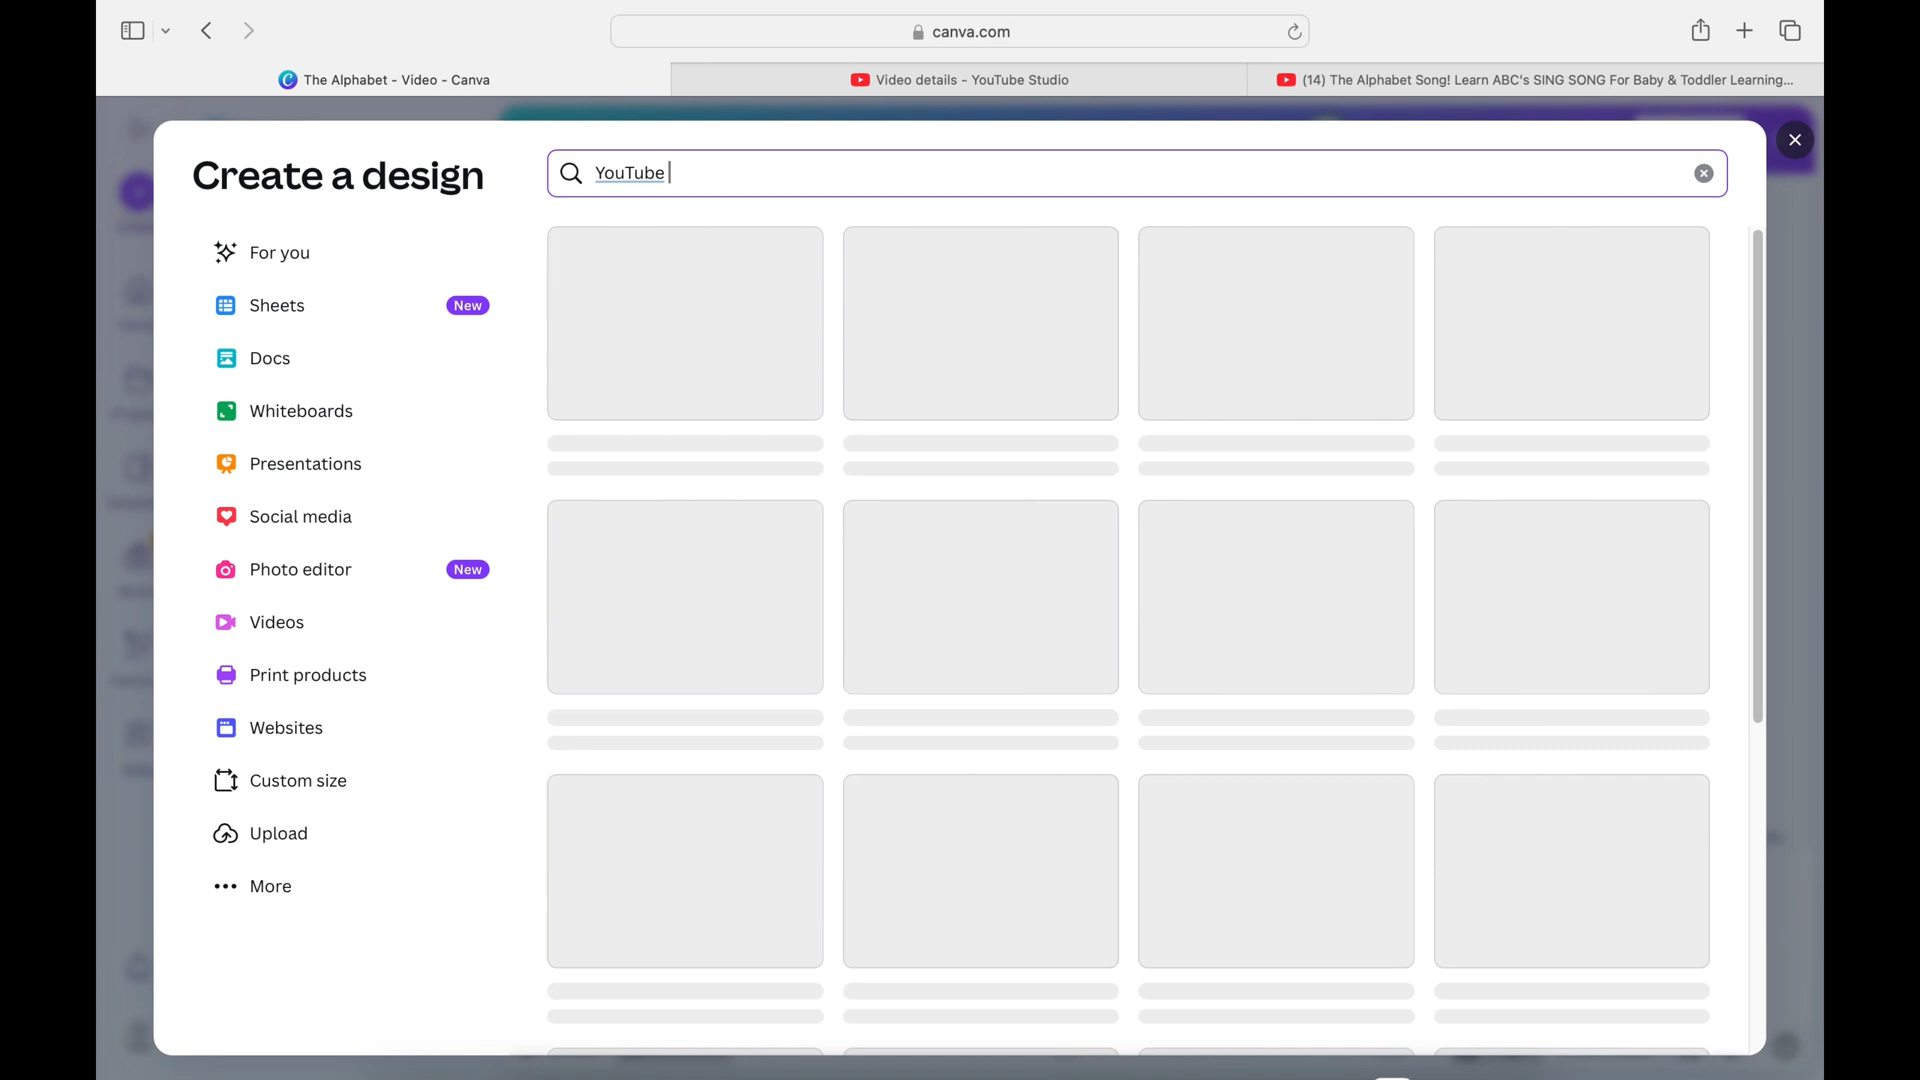 canva.com
The Alphabet - Video - Canva
Video details - YouTube Studio
(14) The Alphabet Song! Learn ABC's SING SONG For Baby & Toddler Learning...
Create a design
YouTube
For you
Sheets New
Docs
Whiteboards
Presentations
Social media
Photo editor New
Videos
Print products
Websites
Custom size
Upload
More